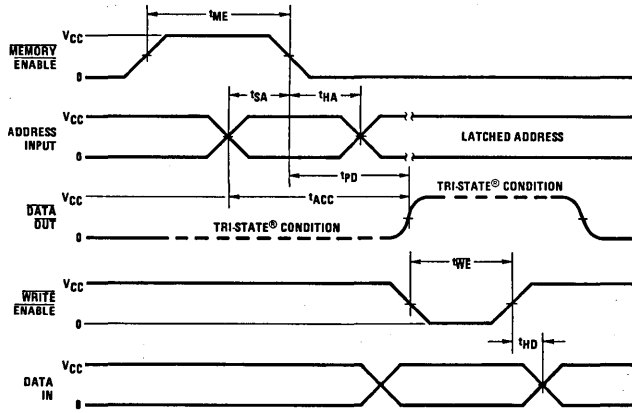 tME
VCC
MEMORY
ENABLE
0
tSA
tHA
VCC
ADDRESS
INPUT
LATCHED ADDRESS
0
tPD
tACC
TRI-STATE® CONDITION
VCC
DATA
OUT
TRI-STATE® CONDITION
0
tWE
VCC
WRITE
ENABLE
0
tHD
VCC
DATA
IN
0